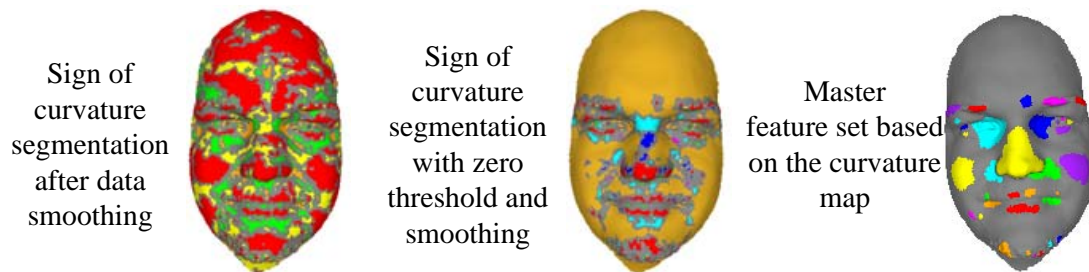 Sign of
curvature
segmentation
after data
smoothing
Sign of
curvature
segmentation
with zero
threshold and
smoothing
Master
feature set based
on the curvature
map